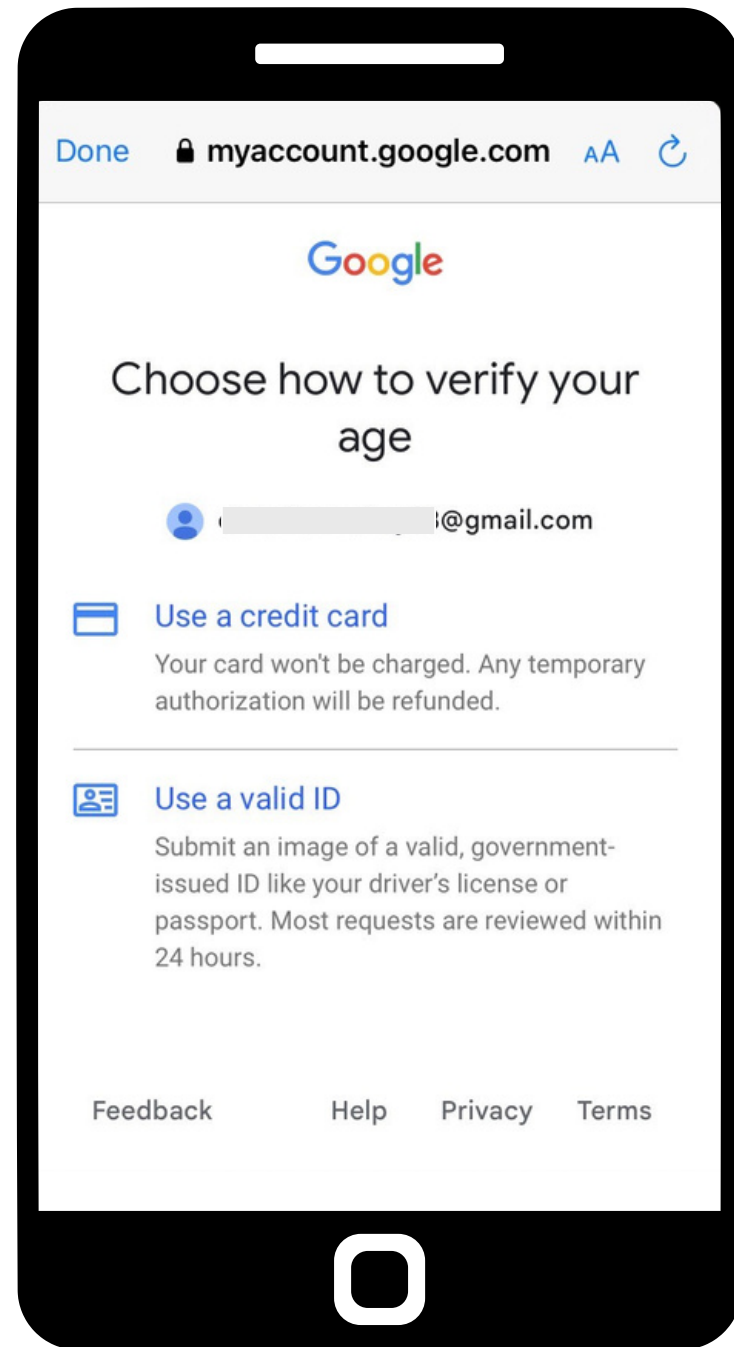 Done myaccount.google.com AA
Google
Choose how to verify your
age
@gmail.com
Use a credit card
Your card won't be charged. Any temporary
authorization will be refunded.
Use a valid ID
Submit an image of a valid, government-
issued ID like your driver’s license or
passport. Most requests are reviewed within
24 hours.
Feedback Help Privacy Terms